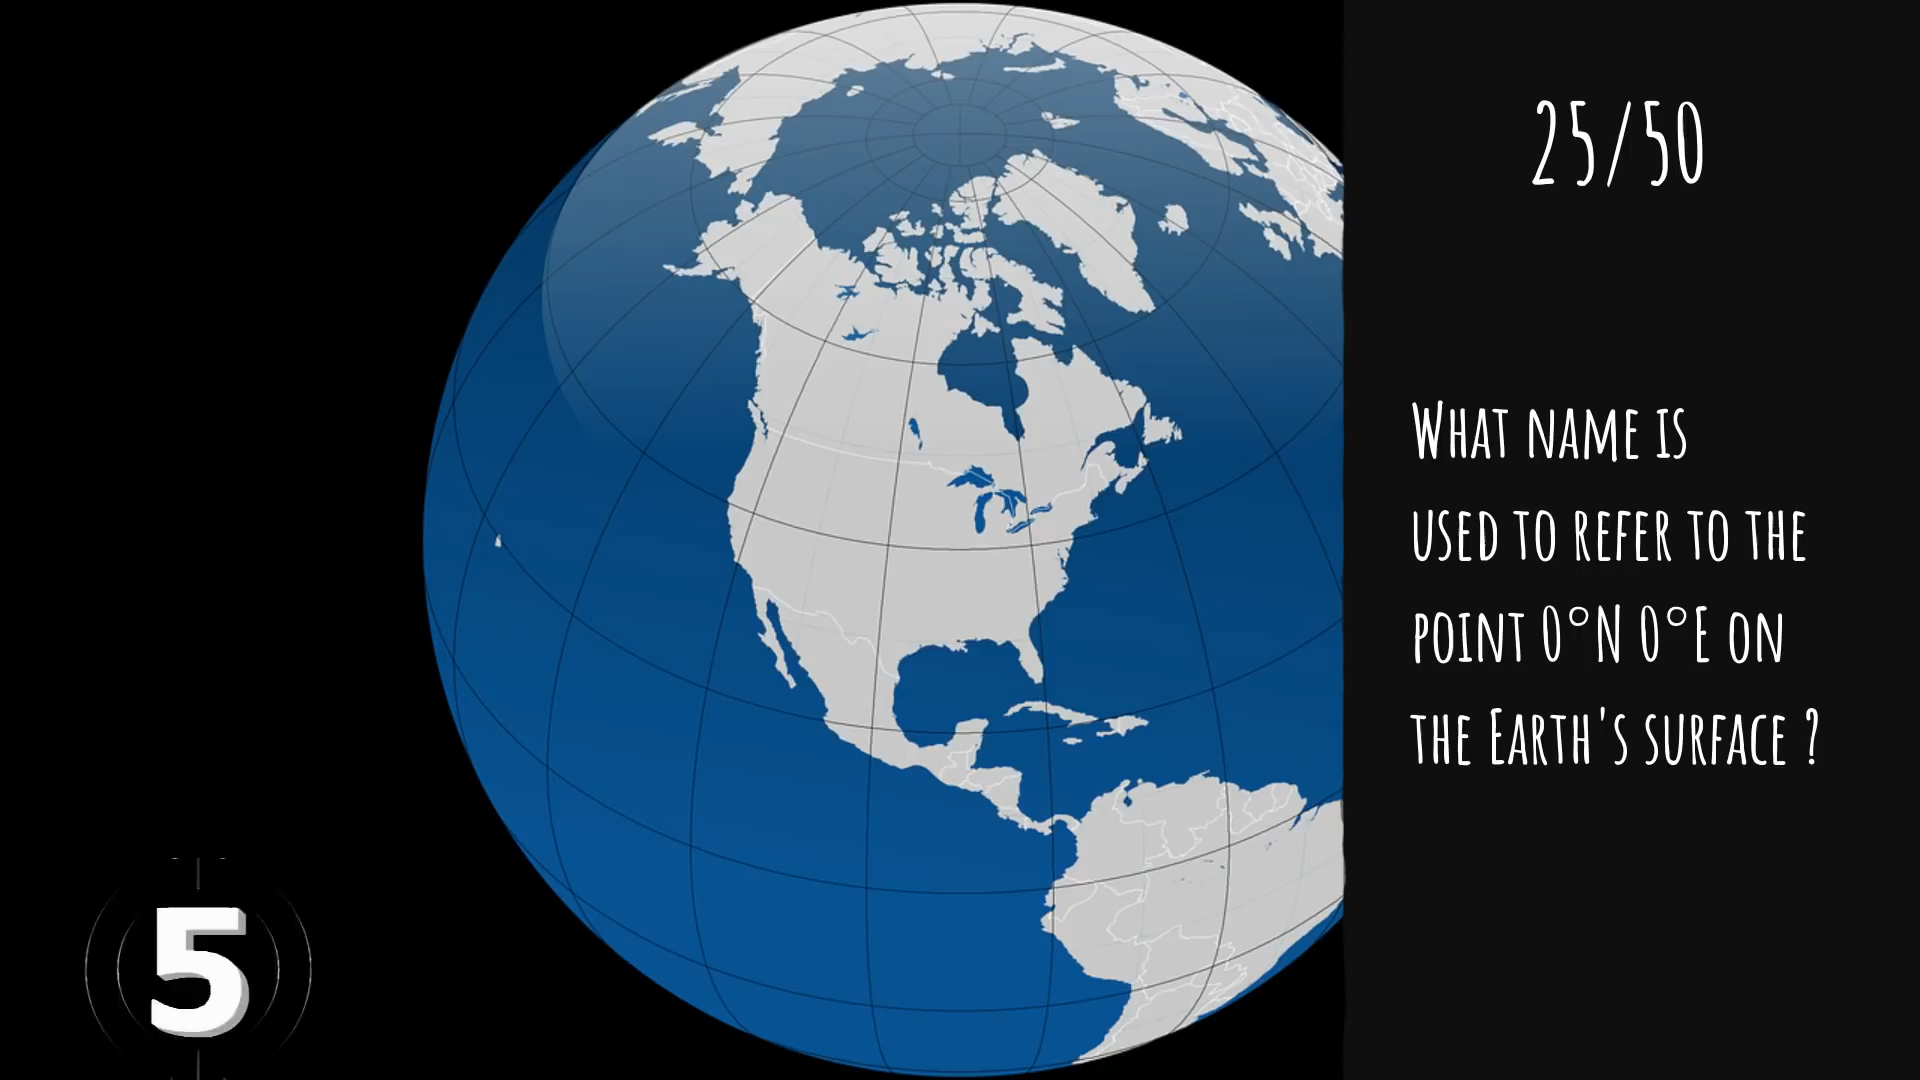 25/50
What name is
used to refer to the
point 0°N 0°E on
the Earth's surface ?
5